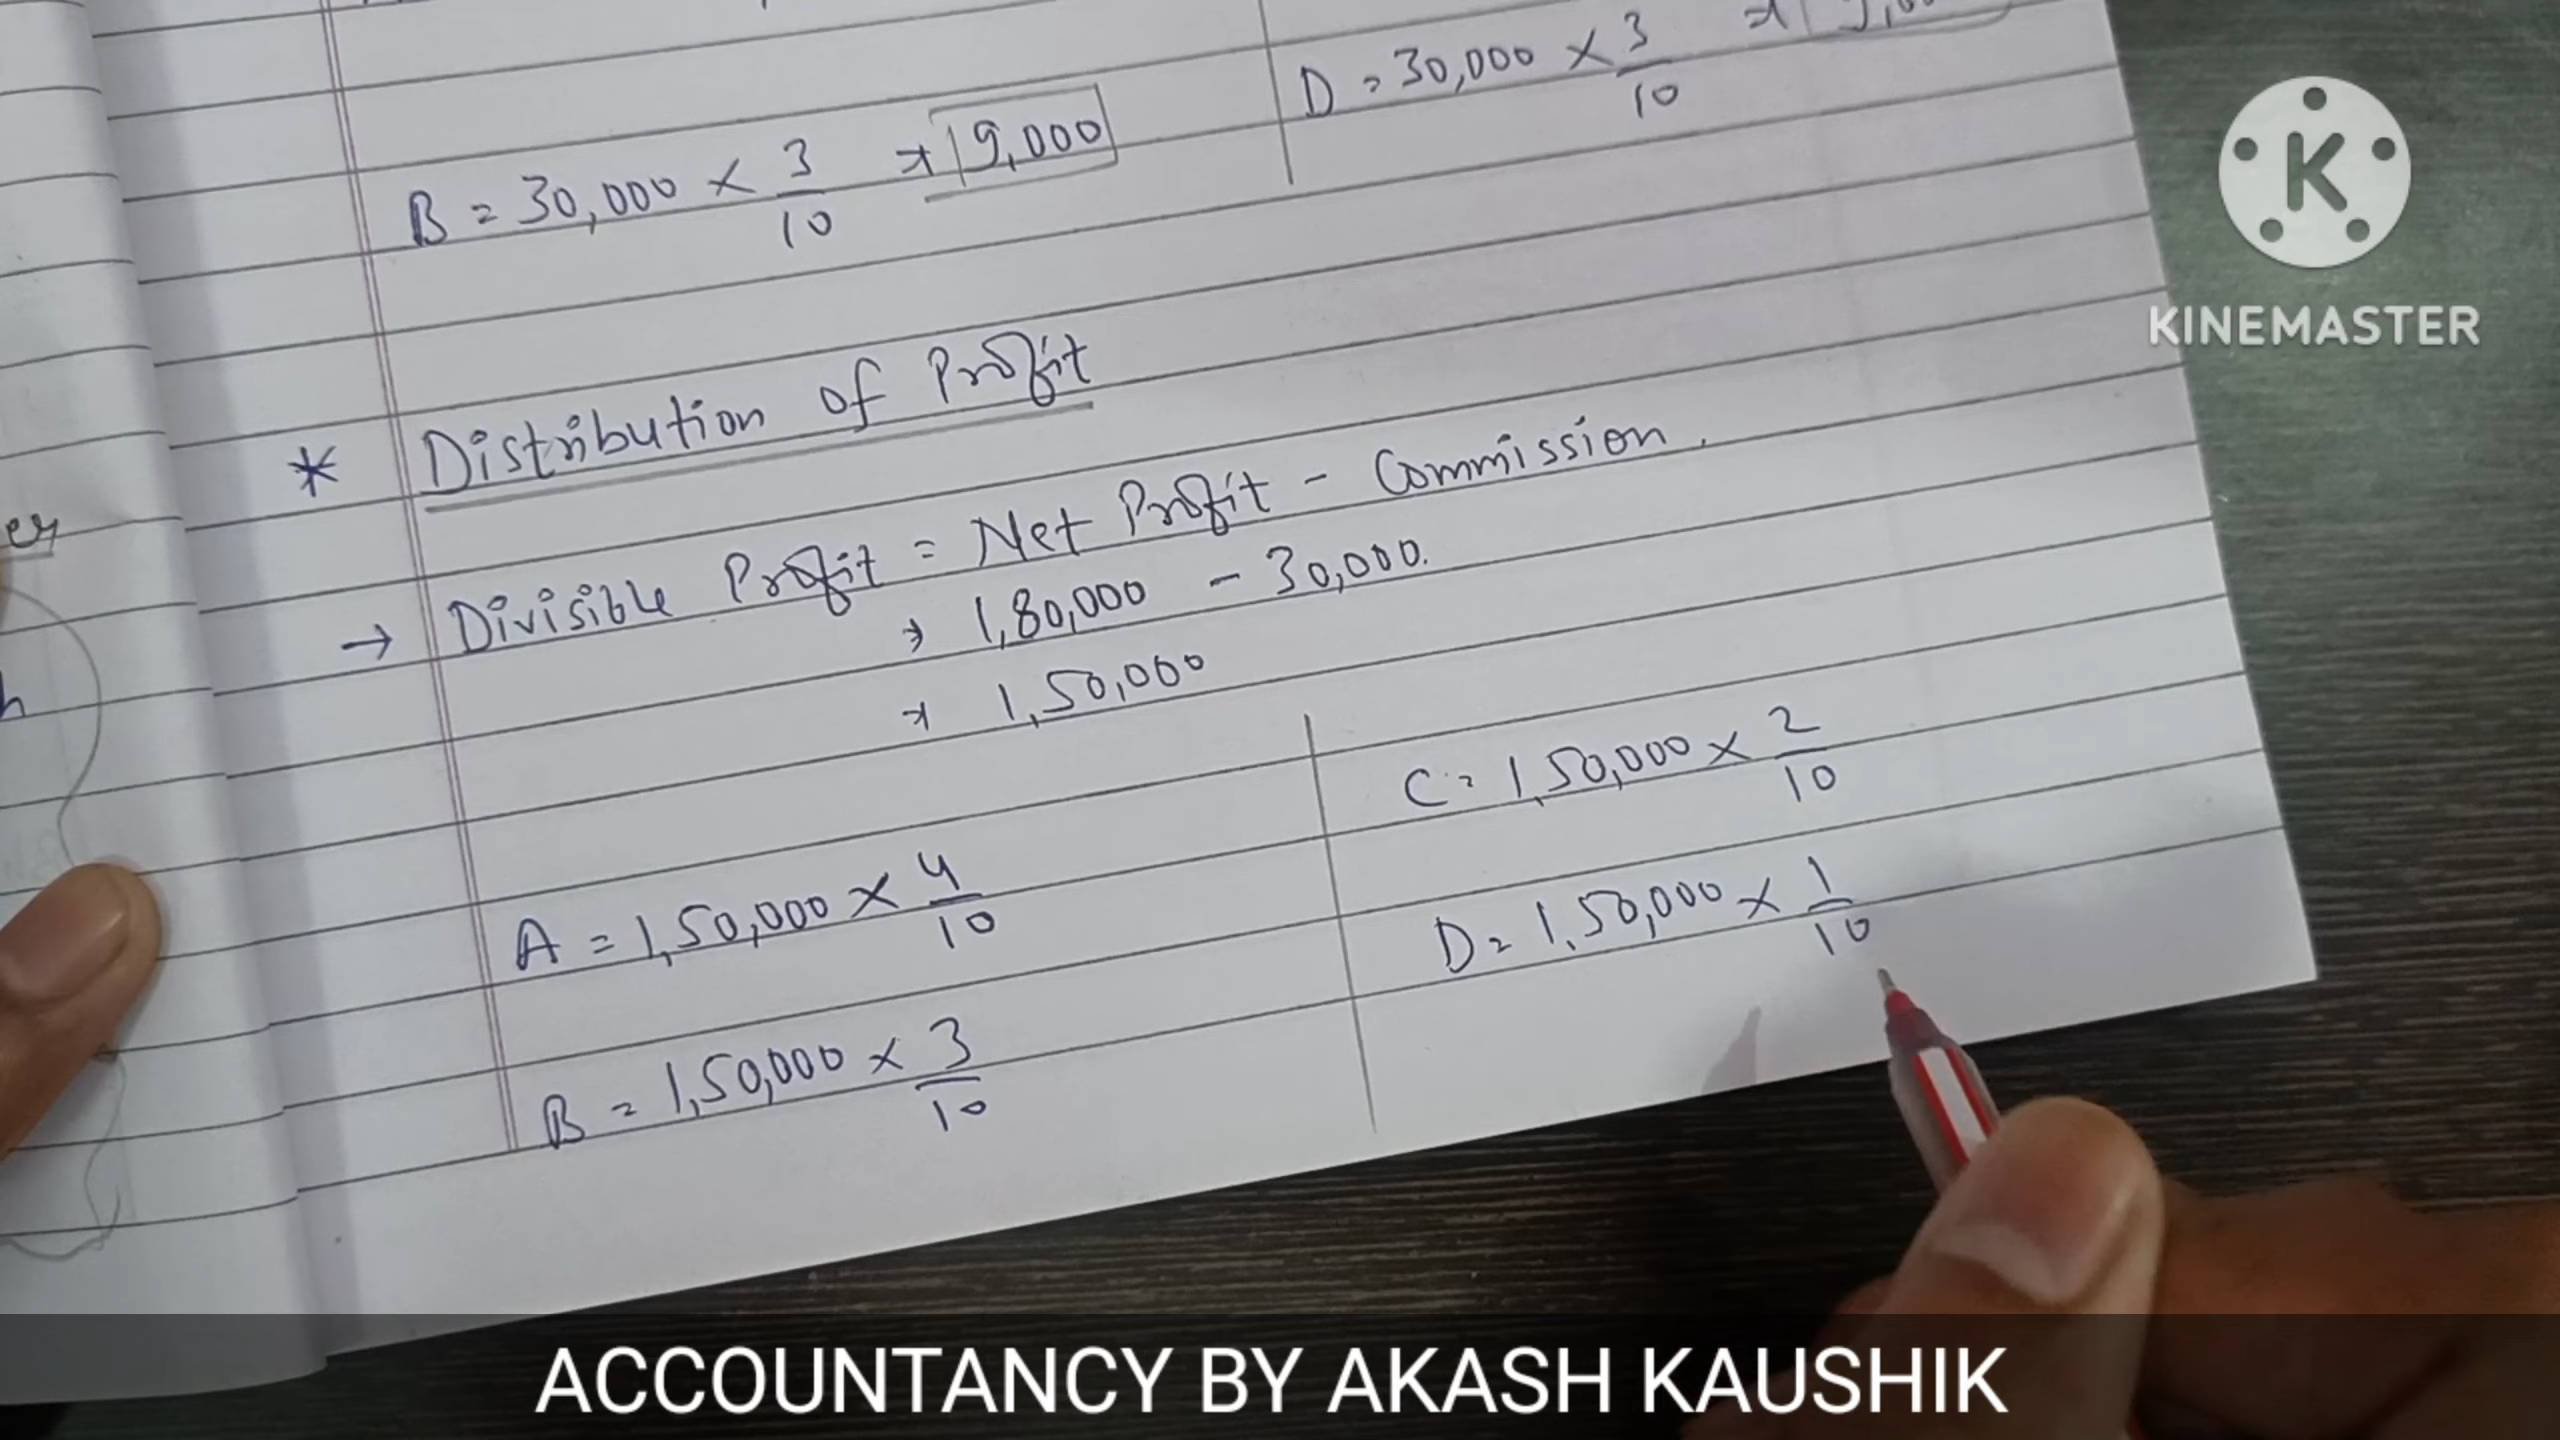 D = 30,000 × 3/10 ⇒
B = 30,000 × 3/10 ⇒ 9,000
* Distribution of Profit
→ Divisible Profit = Net Profit - Commission.
⇒ 1,80,000 - 30,000.
⇒ 1,50,000
C = 1,50,000 × 2/10
A = 1,50,000 × 4/10
D = 1,50,000 × 1/10
B = 1,50,000 × 3/10
K
KINEMASTER
ACCOUNTANCY BY AKASH KAUSHIK